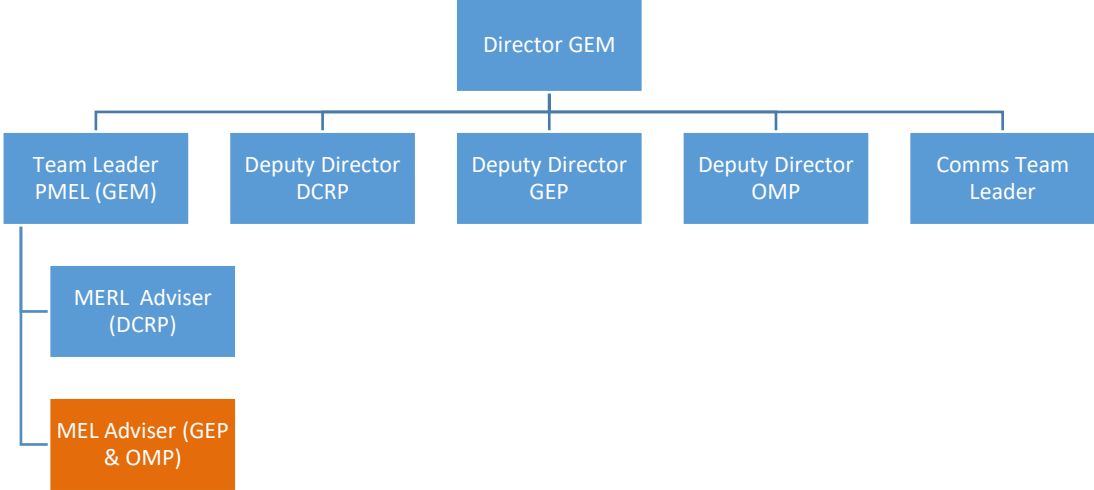 Director GEM
Team Leader
PMEL (GEM)
Deputy Director
DCRP
Deputy Director
GEP
Deputy Director
OMP
Comms Team
Leader
MERL  Adviser
(DCRP)
MEL Adviser (GEP
& OMP)